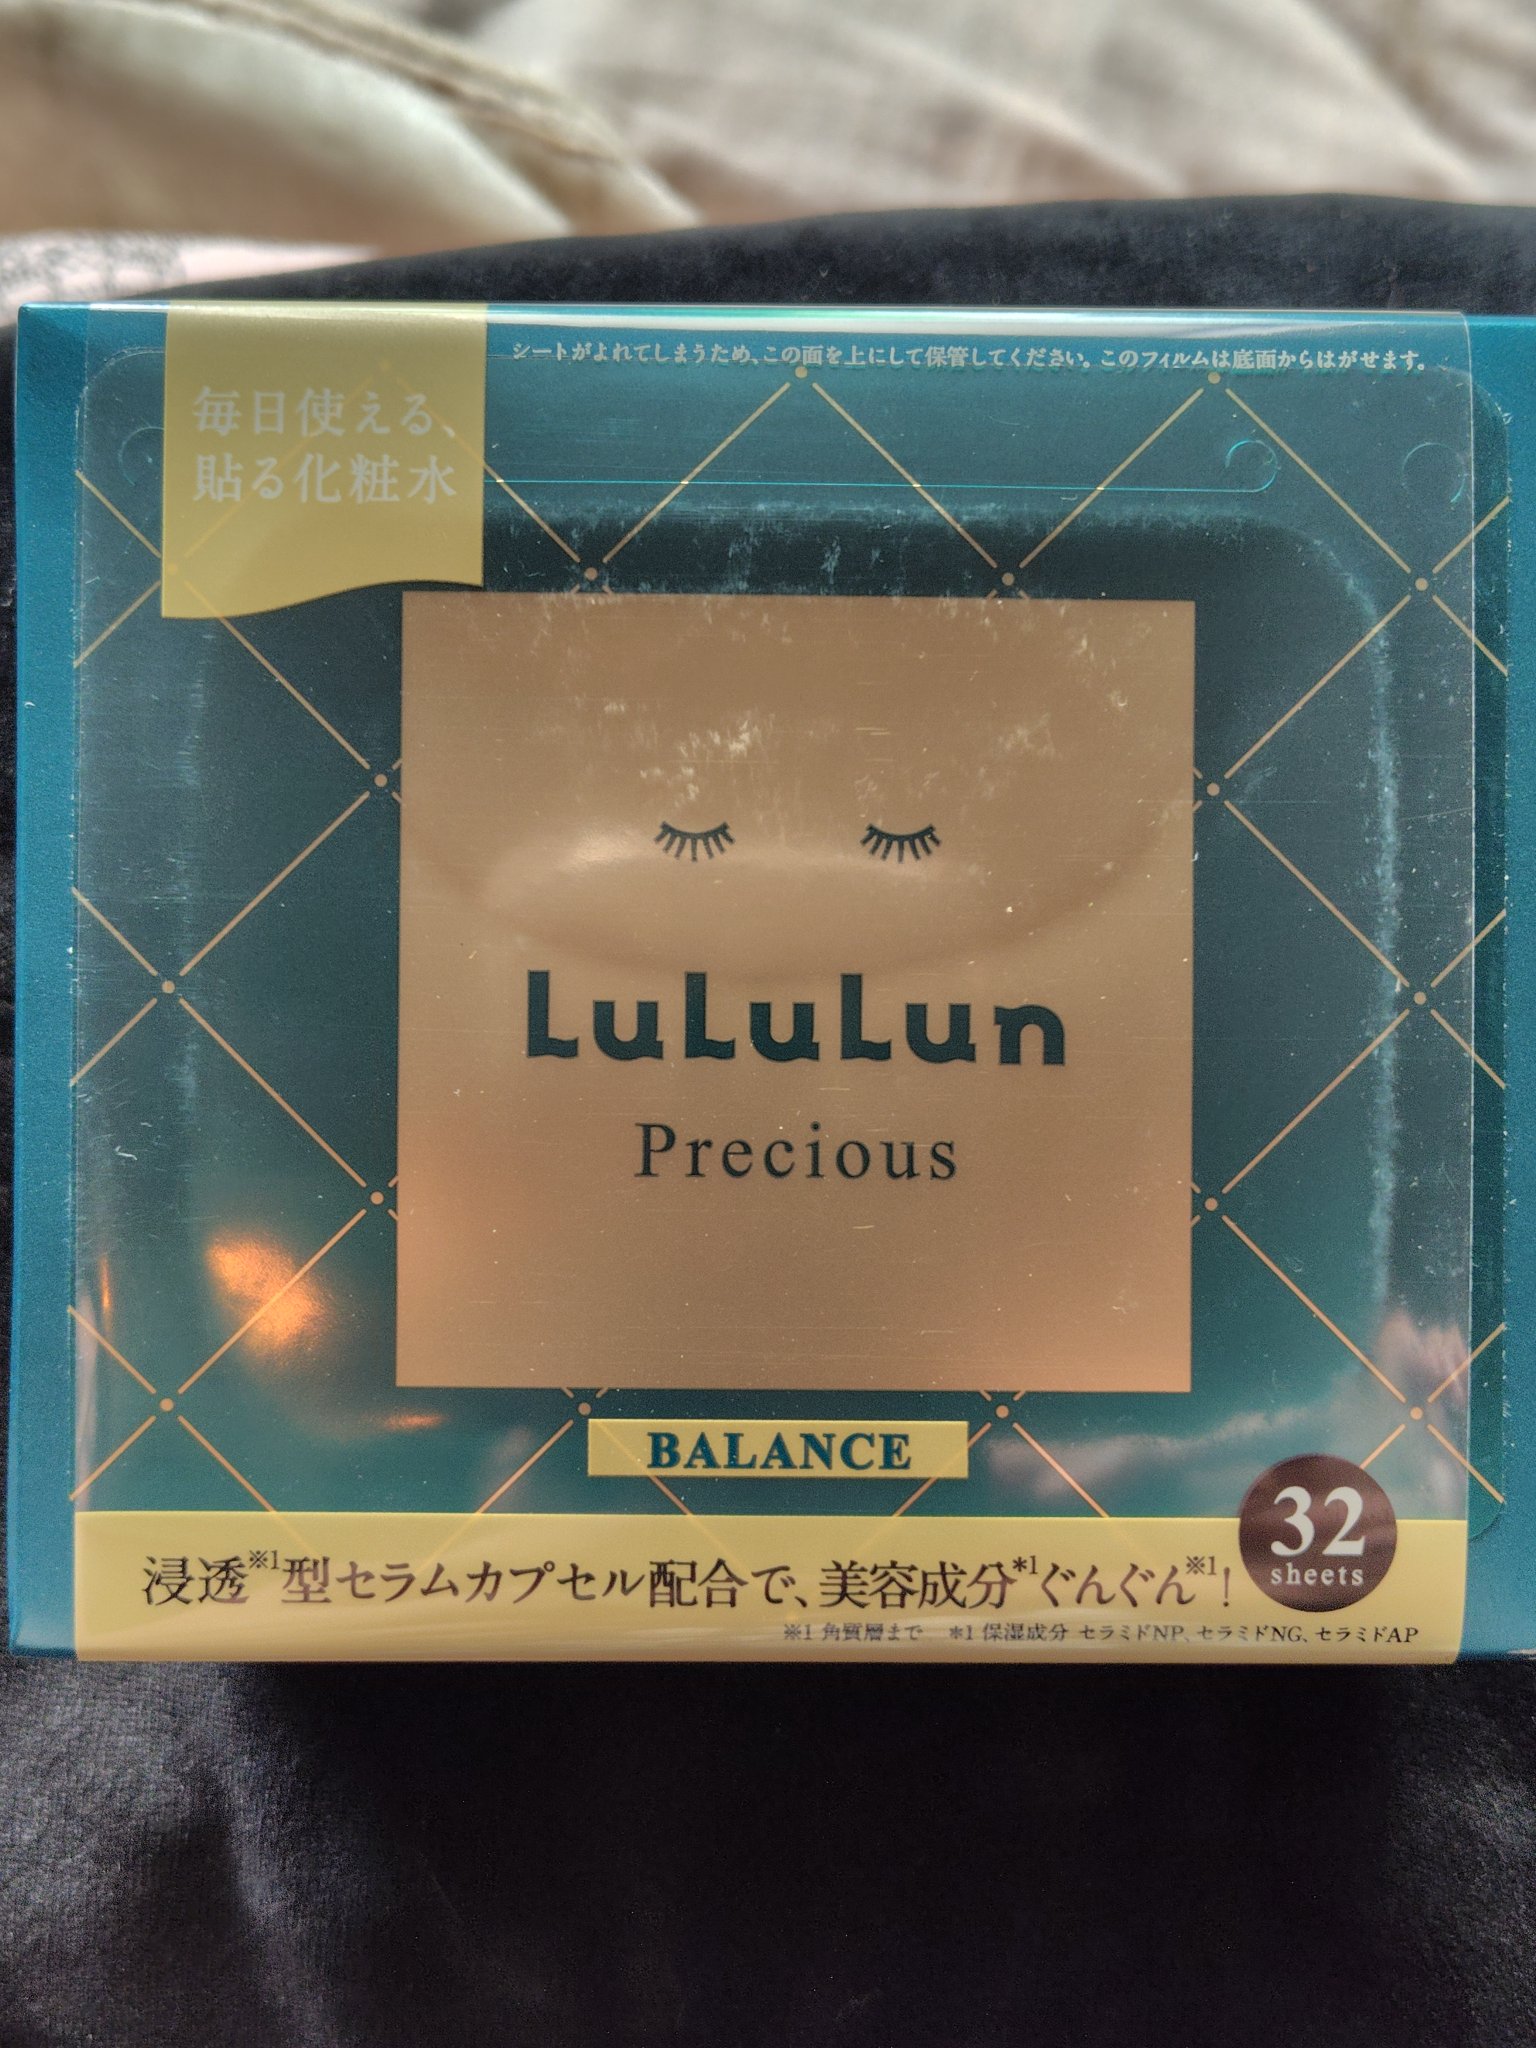 シートがよれてしまうため、この面を上にして保管してください。このフィルムは底面からはがせます。
毎日使える、
貼る化粧水
LuLuLun
Precious
BALANCE
32
sheets
浸透※1型セラムカプセル配合で、美容成分*1ぐんぐん※1!
※1 角質層まで *1 保湿成分 セラミドNP、セラミドNG、セラミドAP